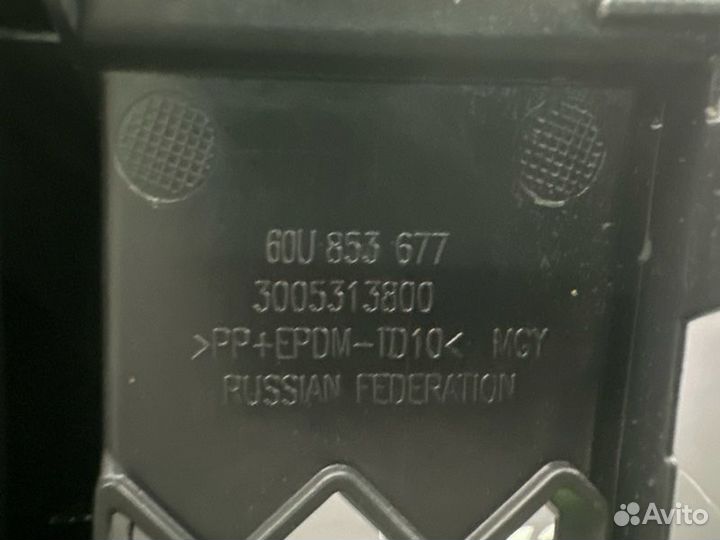 60U 853 677
3005313800
>PP+EPDM-TD10< MGY
RUSSIAN FEDERATION
Avito